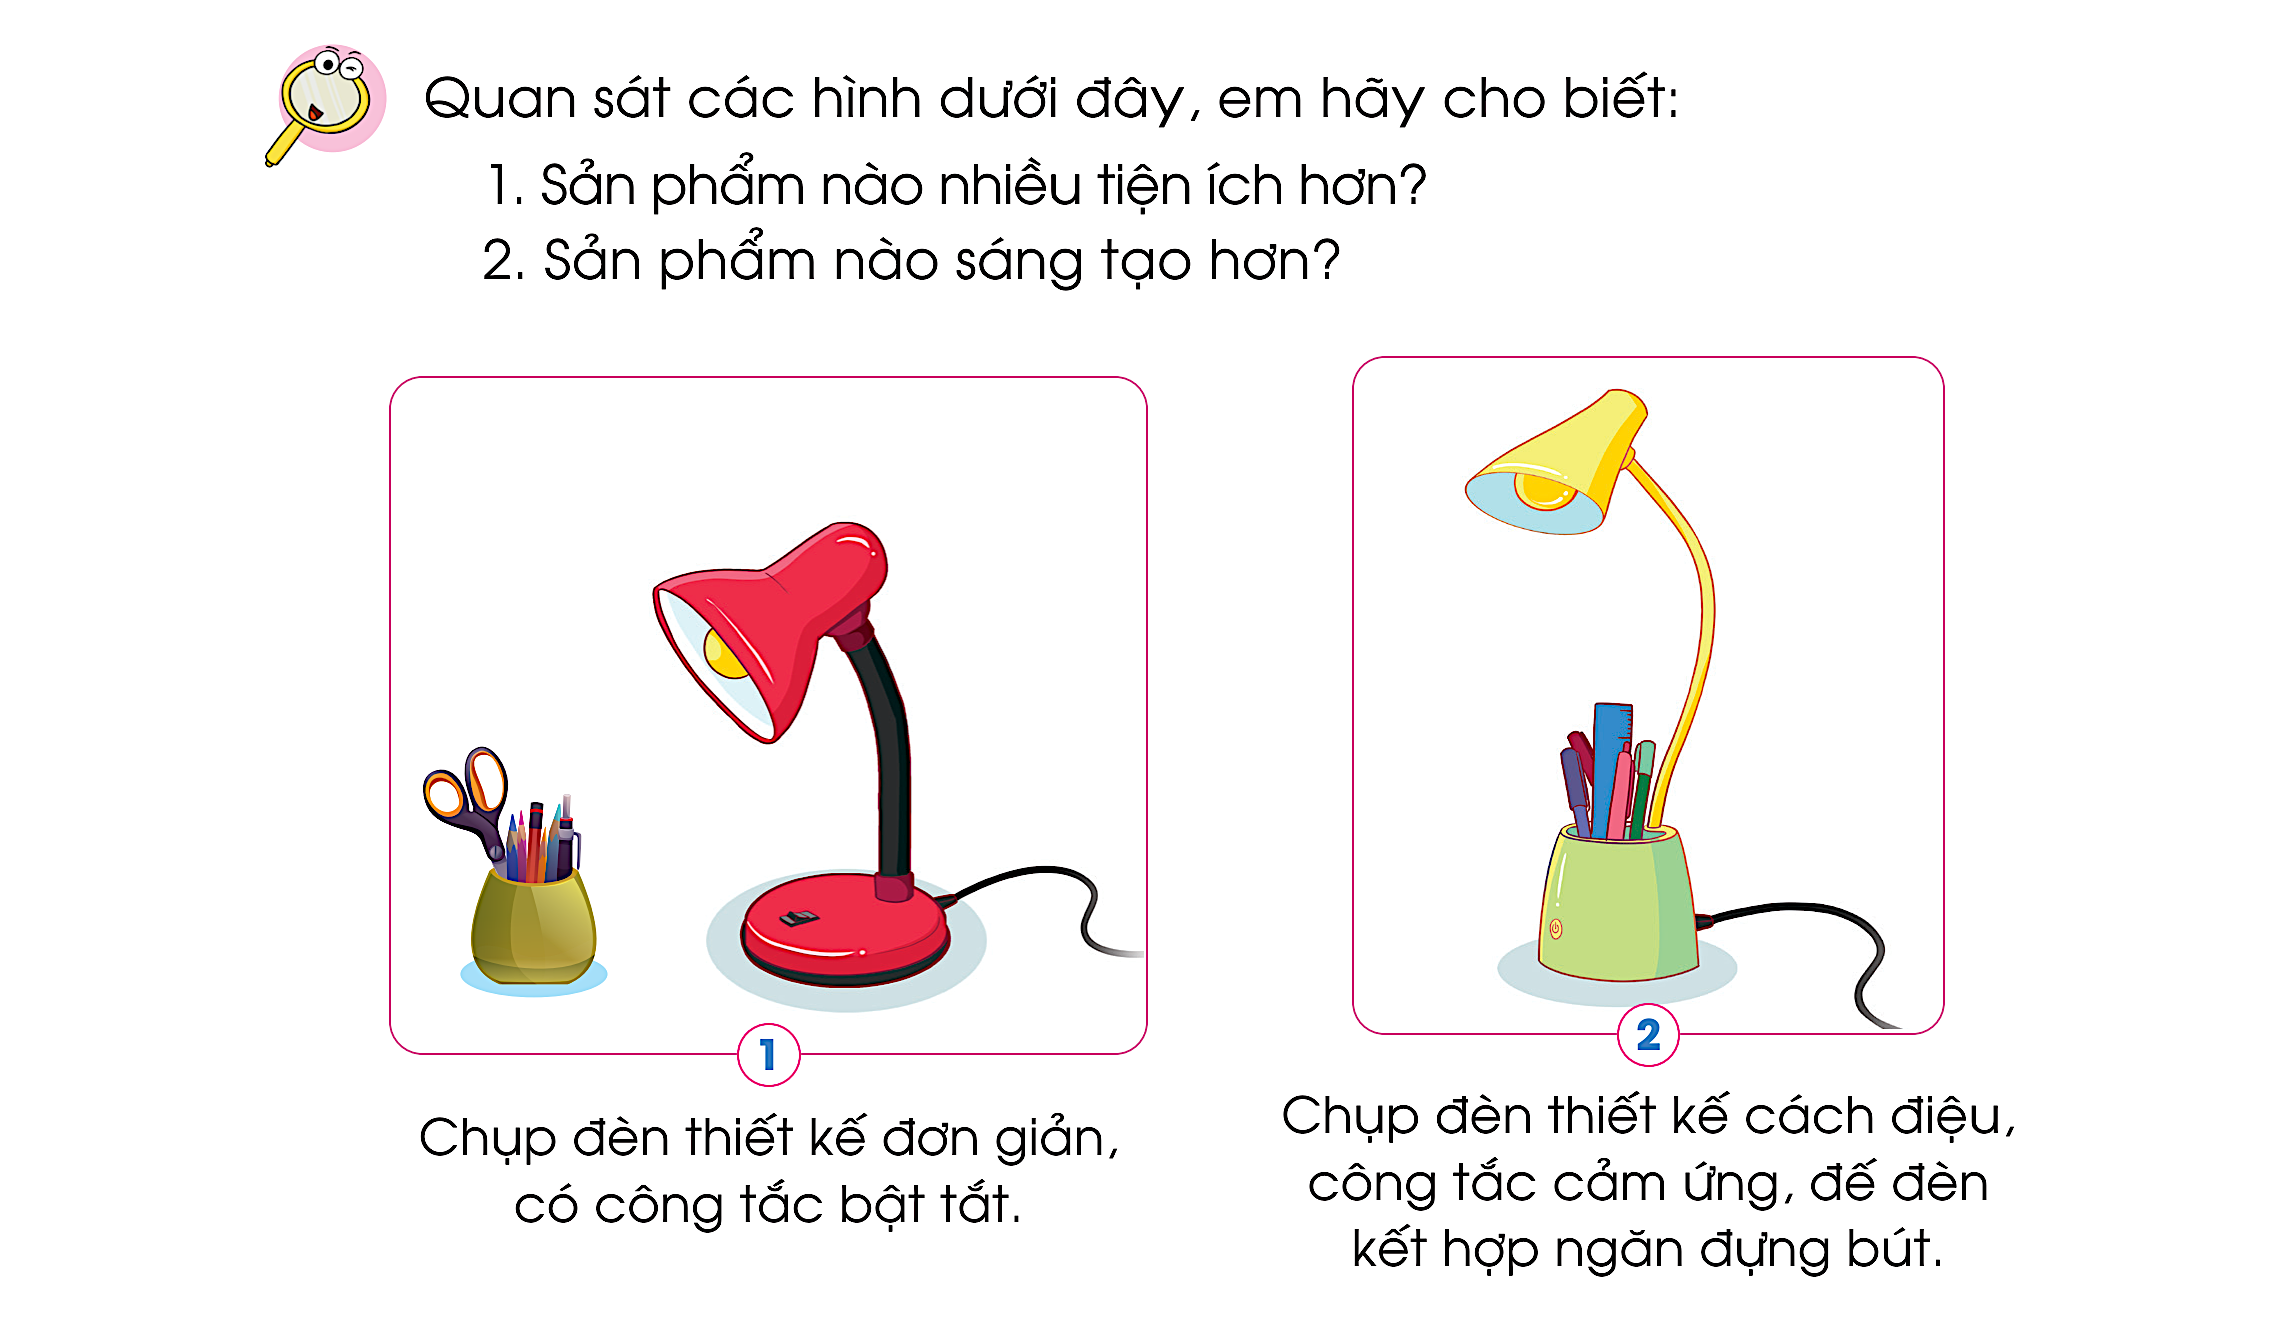 Quan sát các hình dưới đây, em hãy cho biết:
1. Sản phẩm nào nhiều tiện ích hơn?
2. Sản phẩm nào sáng tạo hơn?
1
Chụp đèn thiết kế đơn giản,
có công tắc bật tắt.
2
Chụp đèn thiết kế cách điệu,
công tắc cảm ứng, đế đèn
kết hợp ngăn đựng bút.